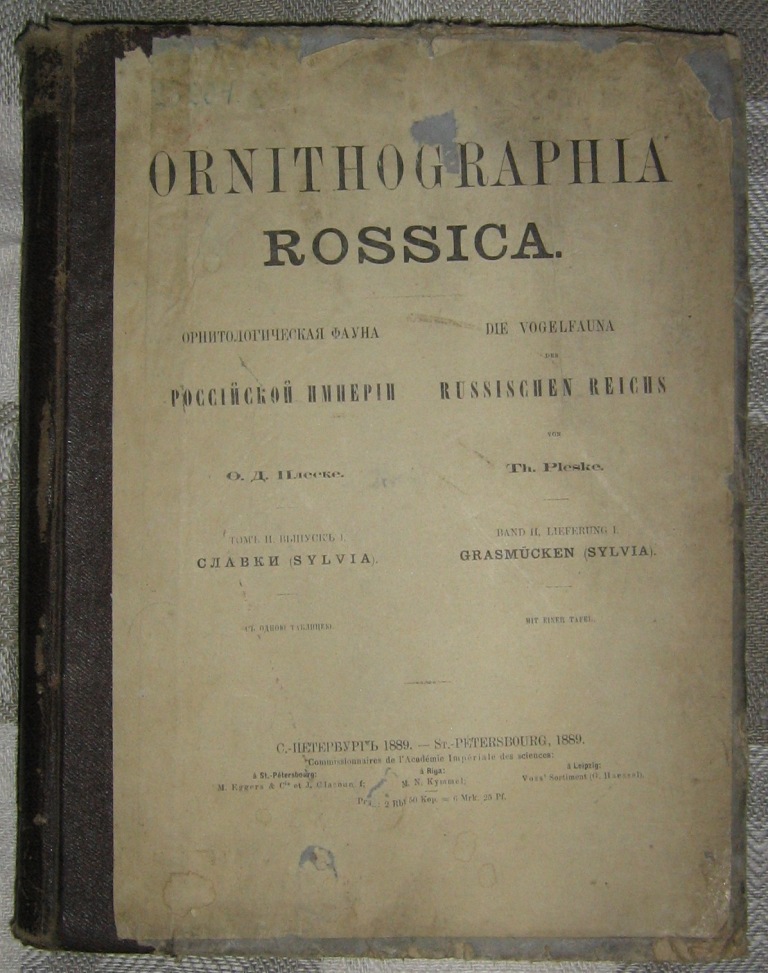 ORNITHOGRAPHIA
ROSSICA.
ОРНИТОЛОГИЧЕСКАЯ ФАУНА
РОССІЙСКОЙ ИМПЕРІИ
Ѳ. Д. Плеске.
ТОМЪ II. ВЫПУСКЪ I.
СЛАВКИ (SYLVIA).
СЪ ОДНОЮ ТАБЛИЦЕЮ.
DIE VOGELFAUNA
DES
RUSSISCHEN REICHS
VON
Th. Pleske.
BAND II, LIEFERUNG I.
GRASMÜCKEN (SYLVIA).
MIT EINER TAFEL.
С.-ПЕТЕРБУРГЪ 1889. — ST.-PÉTERSBOURG, 1889.
Commissionnaires de l'Académie Impériale des sciences:
à St.-Pétersbourg:
M. Eggers & Cie et J. Glasounof;
à Riga:
M. N. Kymmel;
à Leipzig:
Voss' Sortiment (G. Haessel).
2 Rbl 50 Kop. = 6 Mrk. 25 Pf.